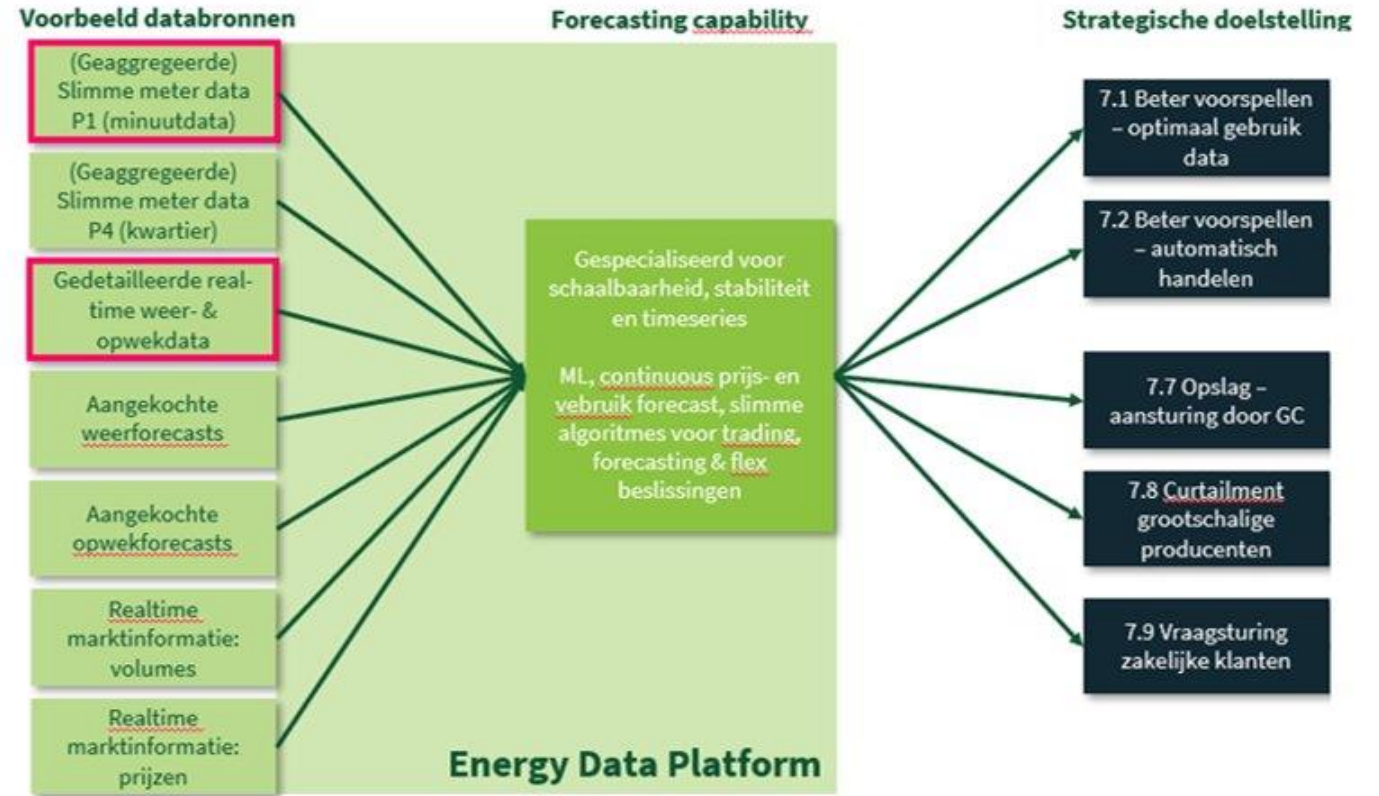 Voorbeeld databronnen
Forecasting capability
Strategische doelstelling
(Geaggregeerde)
Slimme meter data
P1 (minuutdata)
(Geaggregeerde)
Slimme meter data
P4 (kwartier)
Gedetailleerde real-
time weer- &
opwekdata
Aangekochte
weerforecasts
Aangekochte
opwekforecasts
Realtime
marktinformatie:
volumes
Realtime
marktinformatie:
prijzen
Gespecialiseerd voor
schaalbaarheid, stabiliteit
en timeseries
ML, continuous prijs- en
vebruik forecast, slimme
algoritmes voor trading,
forecasting & flex
beslissingen
Energy Data Platform
7.1 Beter voorspellen
– optimaal gebruik
data
7.2 Beter voorspellen
– automatisch
handelen
7.7 Opslag –
aansturing door GC
7.8 Curtailment
grootschalige
producenten
7.9 Vraagsturing
zakelijke klanten